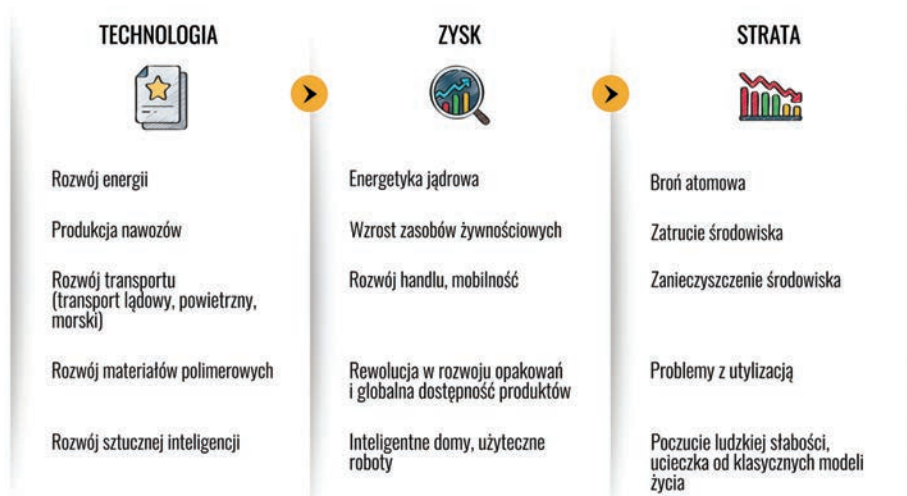 TECHNOLOGIA
ZYSK
STRATA
Rozwój energii
Energetyka jądrowa
Broń atomowa
Produkcja nawozów
Wzrost zasobów żywnościowych
Zatrucie środowiska
Rozwój transportu
(transport lądowy, powietrzny,
morski)
Rozwój handlu, mobilność
Zanieczyszczenie środowiska
Rozwój materiałów polimerowych
Rewolucja w rozwoju opakowań
i globalna dostępność produktów
Problemy z utylizacją
Rozwój sztucznej inteligencji
Inteligentne domy, użyteczne
roboty
Poczucie ludzkiej słabości,
ucieczka od klasycznych modeli
życia